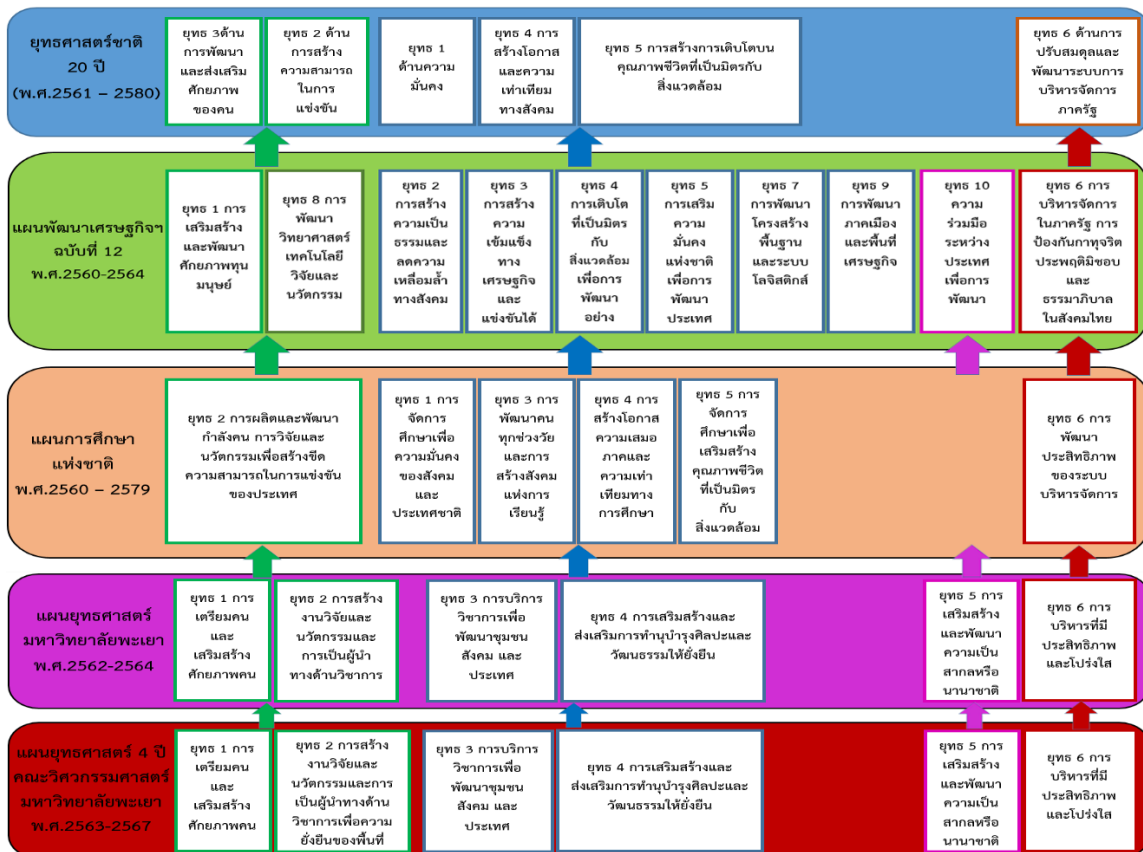 ยุทธศาสตร์ชาติ
20 ปี
(พ.ศ.2561 – 2580)
ยุทธ 3ด้าน
การพัฒนา
และส่งเสริม
ศักยภาพ
ของคน
ยุทธ 2 ด้าน
การสร้าง
ความสามารถ
ในการ
แข่งขัน
ยุทธ 1
ด้านความ
มั่นคง
ยุทธ 4 การ
สร้างโอกาส
และความ
เท่าเทียม
ทางสังคม
ยุทธ 5 การสร้างการเติบโตบน
คุณภาพชีวิตที่เป็นมิตรกับ
สิ่งแวดล้อม
ยุทธ 6 ด้านการ
ปรับสมดุลและ
พัฒนาระบบการ
บริหารจัดการ
ภาครัฐ
แผนพัฒนาเศรษฐกิจฯ
ฉบับที่ 12
พ.ศ.2560-2564
ยุทธ 1 การ
เสริมสร้าง
และพัฒนา
ศักยภาพทุน
มนุษย์
ยุทธ 8 การ
พัฒนา
วิทยาศาสตร์
เทคโนโลยี
วิจัยและ
นวัตกรรม
ยุทธ 2
การสร้าง
ความเป็น
ธรรมและ
ลดความ
เหลื่อมล้ำ
ทางสังคม
ยุทธ 3
การสร้าง
ความ
เข้มแข็ง
ทาง
เศรษฐกิจ
และ
แข่งขันได้
ยุทธ 4
การเติบโต
ที่เป็นมิตร
กับ
สิ่งแวดล้อม
เพื่อการ
พัฒนา
อย่าง
ยุทธ 5
การเสริม
ความ
มั่นคง
แห่งชาติ
เพื่อการ
พัฒนา
ประเทศ
ยุทธ 7
การพัฒนา
โครงสร้าง
พื้นฐาน
และระบบ
โลจิสติกส์
ยุทธ 9
การพัฒนา
ภาคเมือง
และพื้นที่
เศรษฐกิจ
ยุทธ 10
ความ
ร่วมมือ
ระหว่าง
ประเทศ
เพื่อการ
พัฒนา
ยุทธ 6 การ
บริหารจัดการ
ในภาครัฐ การ
ป้องกันกาทุจริต
ประพฤติมิชอบ
และ
ธรรมาภิบาล
ในสังคมไทย
แผนการศึกษา
แห่งชาติ
พ.ศ.2560 – 2579
ยุทธ 2 การผลิตและพัฒนา
กำลังคน การวิจัยและ
นวัตกรรมเพื่อสร้างขีด
ความสามารถในการแข่งขัน
ของประเทศ
ยุทธ 1 การ
จัดการ
ศึกษาเพื่อ
ความมั่นคง
ของสังคม
และ
ประเทศชาติ
ยุทธ 3 การ
พัฒนาคน
ทุกช่วงวัย
และการ
สร้างสังคม
แห่งการ
เรียนรู้
ยุทธ 4 การ
สร้างโอกาส
ความเสมอ
ภาคและ
ความเท่า
เทียมทาง
การศึกษา
ยุทธ 5 การ
จัดการ
ศึกษาเพื่อ
เสริมสร้าง
คุณภาพชีวิต
ที่เป็นมิตร
กับ
สิ่งแวดล้อม
ยุทธ 6
พัฒนา
ประสิทธิภาพ
ของระบบ
บริหารจัดการ
แผนยุทธศาสตร์
มหาวิทยาลัยพะเยา
พ.ศ.2562-2564
ยุทธ 1 การ
เตรียมคน
และ
เสริมสร้าง
ศักยภาพคน
ยุทธ 2 การสร้าง
งานวิจัยและ
นวัตกรรมและ
การเป็นผู้นำ
ทางด้านวิชาการ
ยุทธ 3 การบริการ
วิชาการเพื่อ
พัฒนาชุมชน
สังคม และ
ประเทศ
ยุทธ 4 การเสริมสร้างและ
ส่งเสริมการทำนุบำรุงศิลปะและ
วัฒนธรรมให้ยั่งยืน
ยุทธ 5 การ
เสริมสร้าง
และพัฒนา
ความเป็น
สากลหรือ
นานาชาติ
ยุทธ 6 การ
บริหารที่มี
ประสิทธิภาพ
และโปร่งใส
แผนยุทธศาสตร์ 4 ปี
คณะวิศวกรรมศาสตร์
มหาวิทยาลัยพะเยา
พ.ศ.2563-2567
ยุทธ 1 การ
เตรียมคน
และ
เสริมสร้าง
ศักยภาพคน
ยุทธ 2 การสร้าง
งานวิจัยและ
นวัตกรรมและการ
เป็นผู้นำทางด้าน
วิชาการเพื่อความ
ยั่งยืนของพื้นที่
ยุทธ 3 การบริการ
วิชาการเพื่อ
พัฒนาชุมชน
สังคม และ
ประเทศ
ยุทธ 4 การเสริมสร้างและ
ส่งเสริมการทำนุบำรุงศิลปะและ
วัฒนธรรมให้ยั่งยืน
ยุทธ 5 การ
เสริมสร้าง
และพัฒนา
ความเป็น
สากลหรือ
นานาชาติ
ยุทธ 6 การ
บริหารที่มี
ประสิทธิภาพ
และโปร่งใส